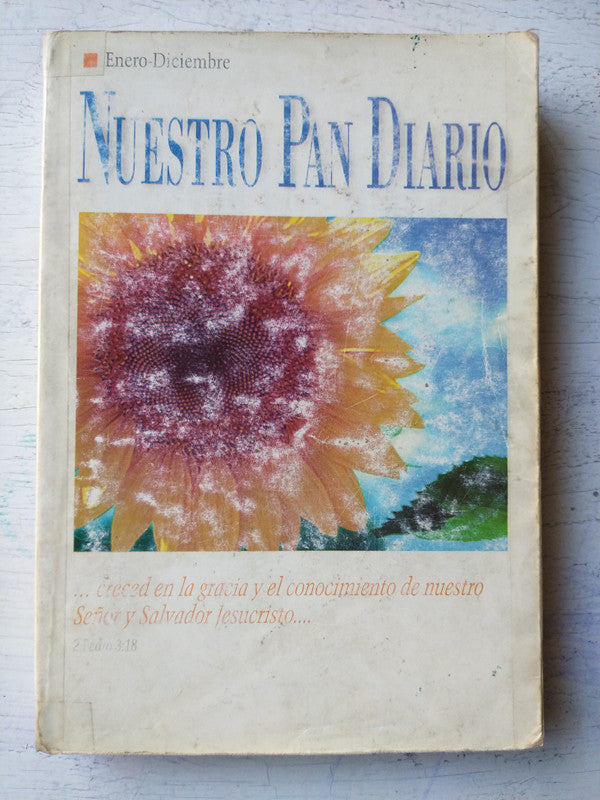 Enero-Diciembre
NUESTRO PAN DIARIO
... creced en la gracia y el conocimiento de nuestro
Señor y Salvador Jesucristo....
2 Pedro 3:18